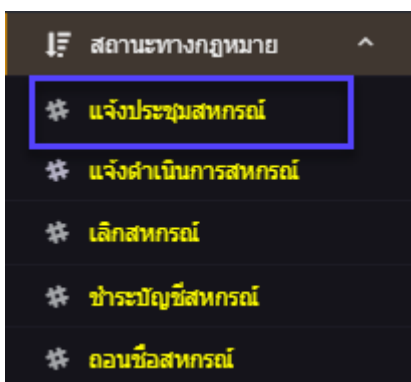 สถานะทางกฎหมาย
แจ้งประชุมสหกรณ์
แจ้งดำเนินการสหกรณ์
เลิกสหกรณ์
ชำระบัญชีสหกรณ์
ถอนชื่อสหกรณ์